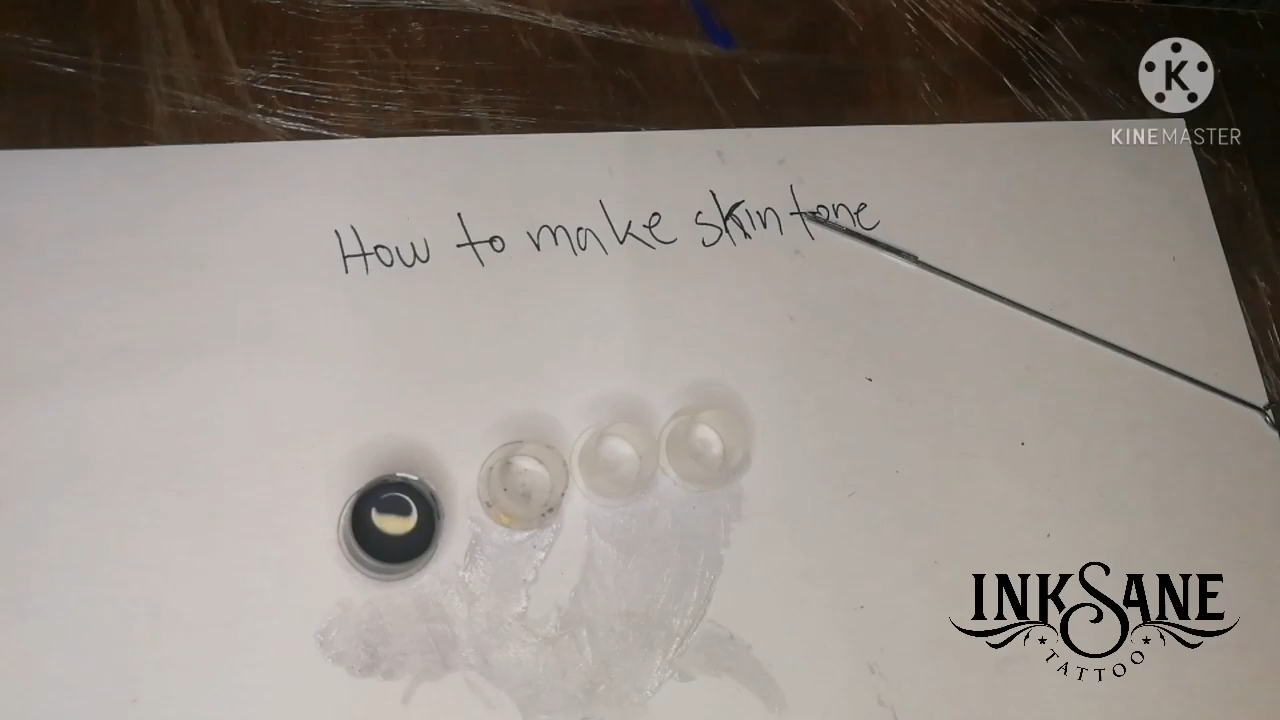 K
KINEMASTER
How to make skin tone
INKSANE
TATTOO